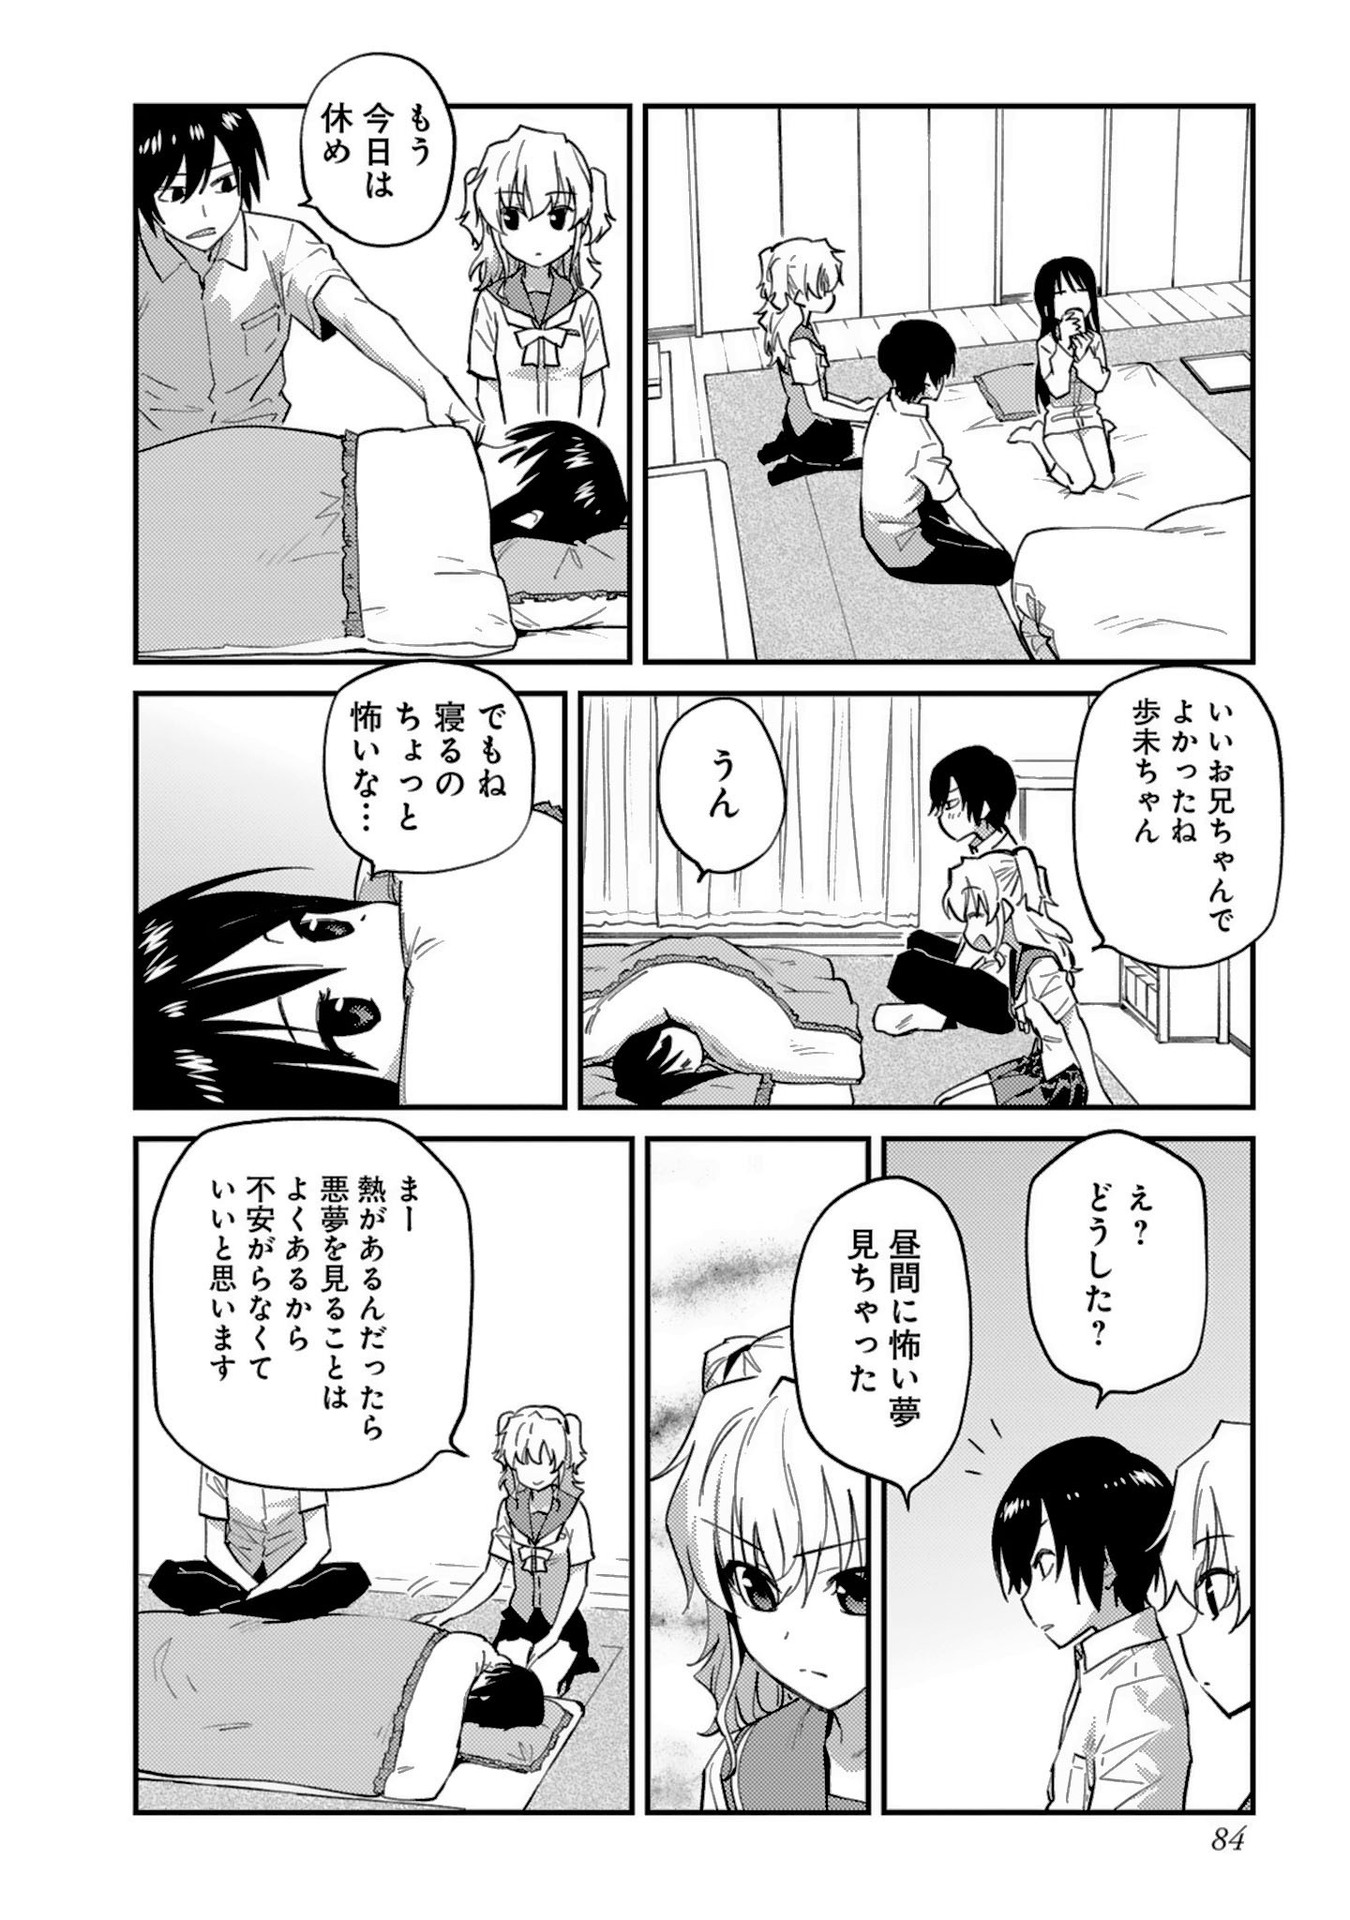 もう
今日は
休め
いいお兄ちゃんで
よかったね
歩未ちゃん
うん
でもね
寝るの
ちょっと
怖いな…
え?
どうした?
昼間に怖い夢
見ちゃった
まー
熱があるんだったら
悪夢を見ることは
よくあるから
不安がらなくて
いいと思います
84